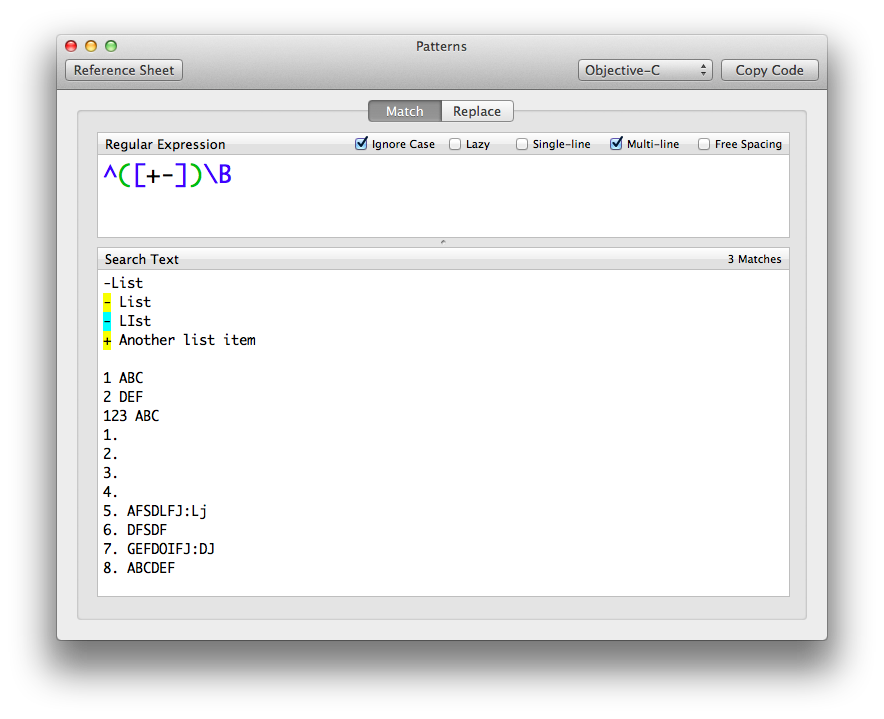 Patterns
Reference Sheet Objective-C Copy Code
Match Replace
Regular Expression Ignore Case Lazy Single-line Multi-line Free Spacing
^([+-])\B
Search Text 3 Matches
-List
- List
- LIst
+ Another list item
1 ABC
2 DEF
123 ABC
1.
2.
3.
4.
5. AFSDLFJ:Lj
6. DFSDF
7. GEFDOIFJ:DJ
8. ABCDEF